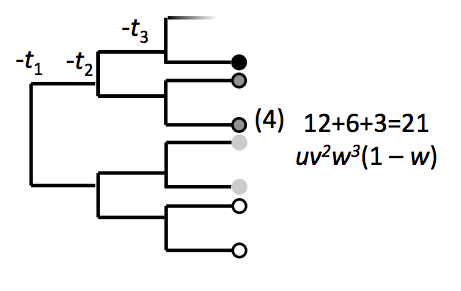 -t₃
-t₁ -t₂
(4) 12+6+3=21
uv²w³(1 – w)